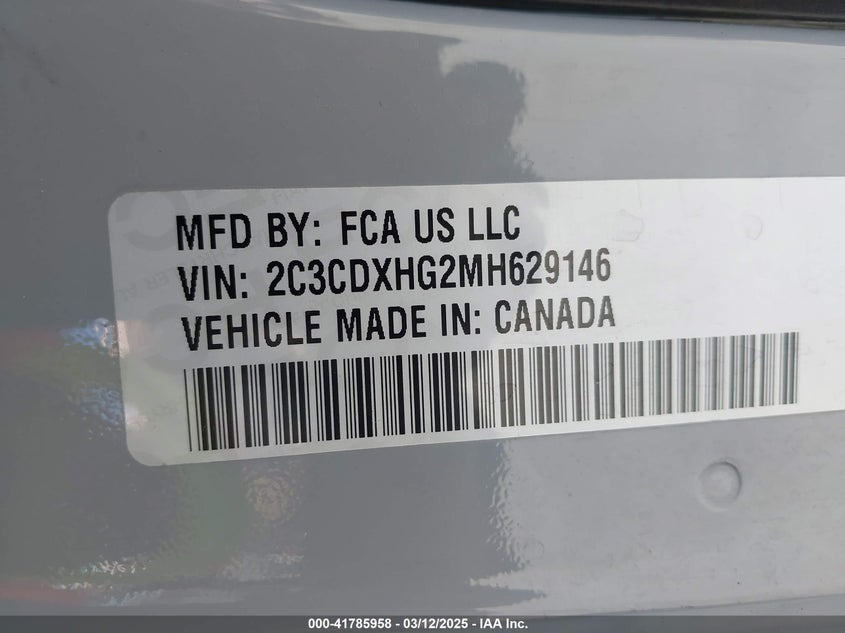 MFD BY: FCA US LLC
VIN: 2C3CDXHG2MH629146
VEHICLE MADE IN: CANADA
000-41785958 - 03/12/2025 - IAA Inc.